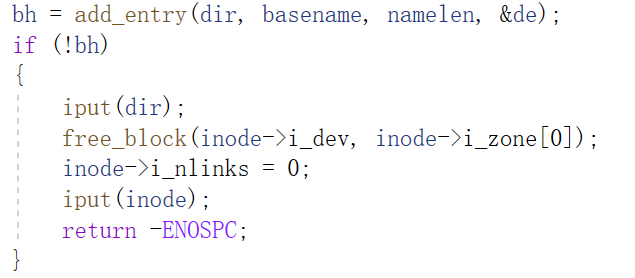 bh = add_entry(dir, basename, namelen, &de);
if (!bh)
{
    iput(dir);
    free_block(inode->i_dev, inode->i_zone[0]);
    inode->i_nlinks = 0;
    iput(inode);
    return -ENOSPC;
}